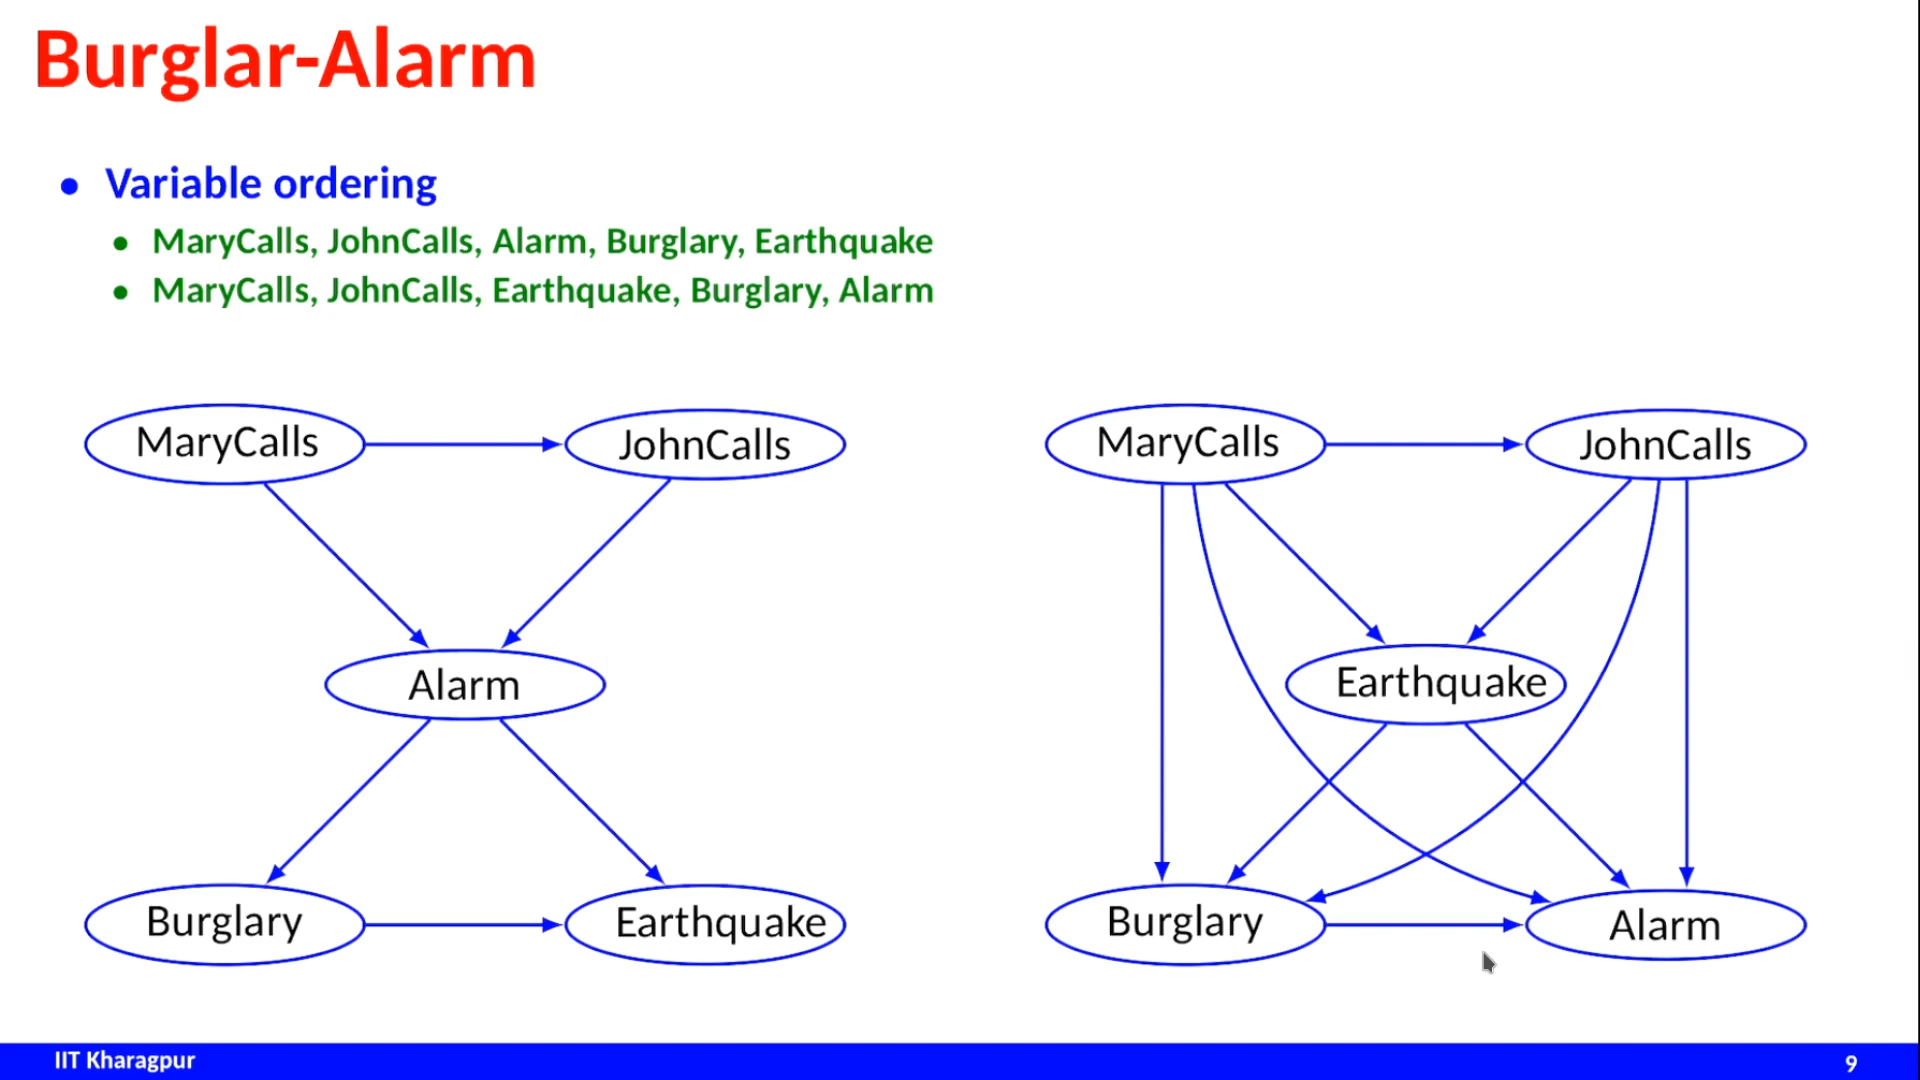 Burglar-Alarm
• Variable ordering
• MaryCalls, JohnCalls, Alarm, Burglary, Earthquake
• MaryCalls, JohnCalls, Earthquake, Burglary, Alarm
MaryCalls
JohnCalls
Alarm
Burglary
Earthquake
MaryCalls
JohnCalls
Earthquake
Burglary
Alarm
IIT Kharagpur
9